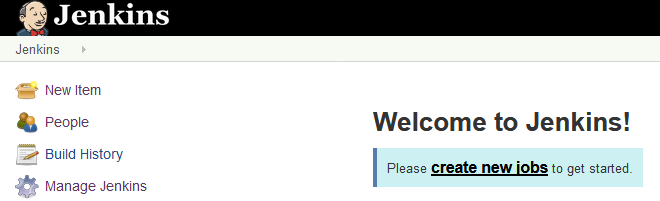 Jenkins
Jenkins
New Item
People
Build History
Manage Jenkins
Welcome to Jenkins!
Please create new jobs to get started.